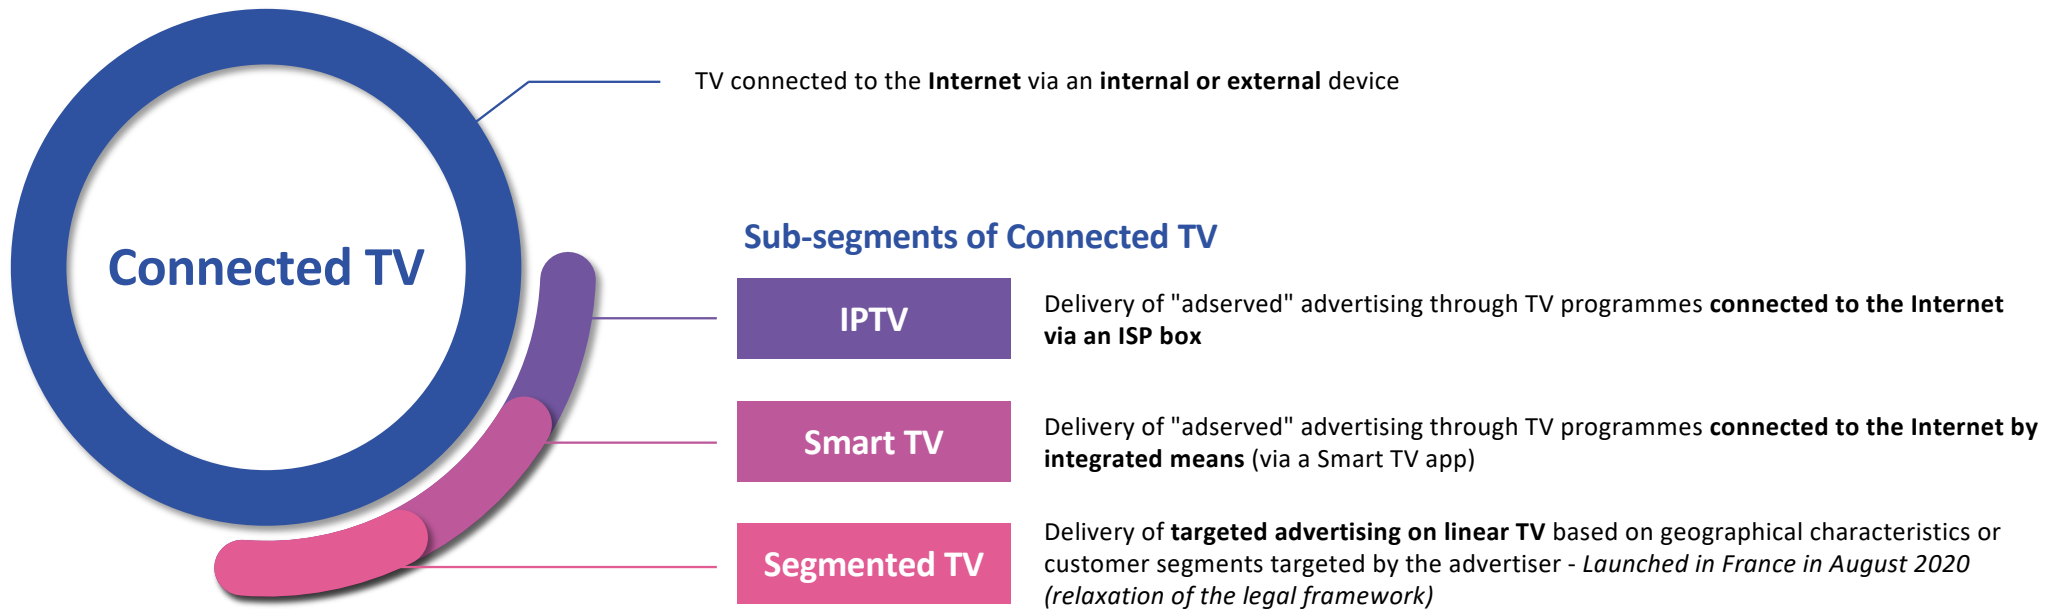 TV connected to the Internet via an internal or external device
Connected TV
Sub-segments of Connected TV
IPTV
Delivery of "adserved" advertising through TV programmes connected to the Internet
via an ISP box
Smart TV
Delivery of "adserved" advertising through TV programmes connected to the Internet by
integrated means (via a Smart TV app)
Segmented TV
Delivery of targeted advertising on linear TV based on geographical characteristics or
customer segments targeted by the advertiser - Launched in France in August 2020
(relaxation of the legal framework)